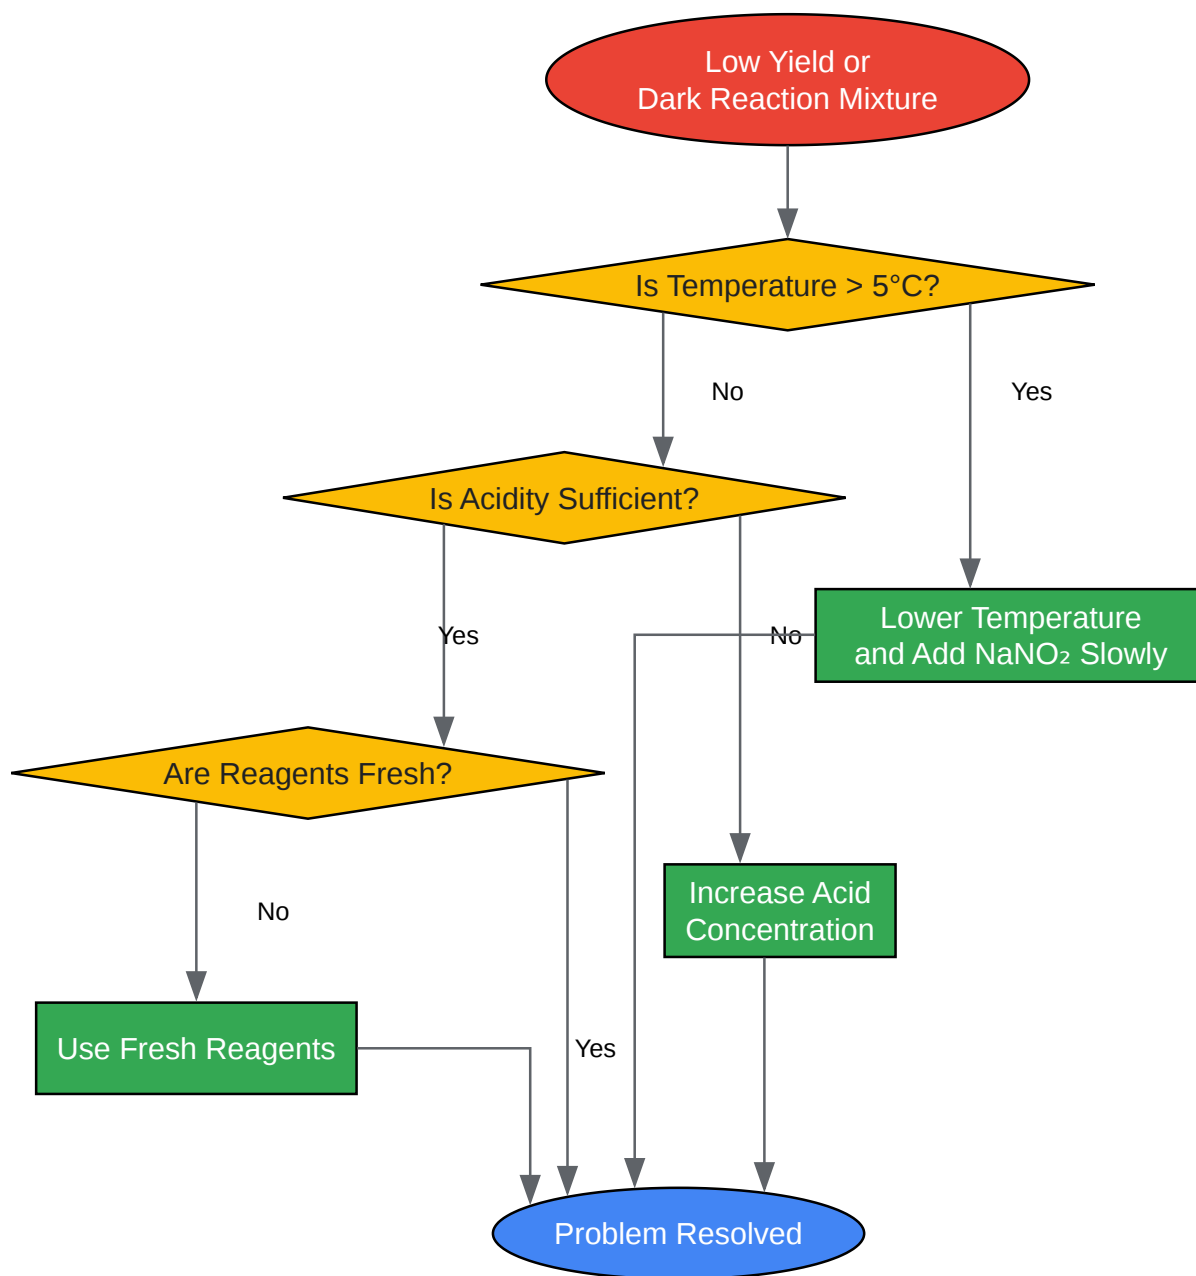 Low Yield or
Dark Reaction Mixture
Is Temperature > 5°C?
No
Yes
Is Acidity Sufficient?
Yes
No
Lower Temperature
and Add NaNO₂ Slowly
Are Reagents Fresh?
Increase Acid
Concentration
No
Use Fresh Reagents
Yes
Problem Resolved